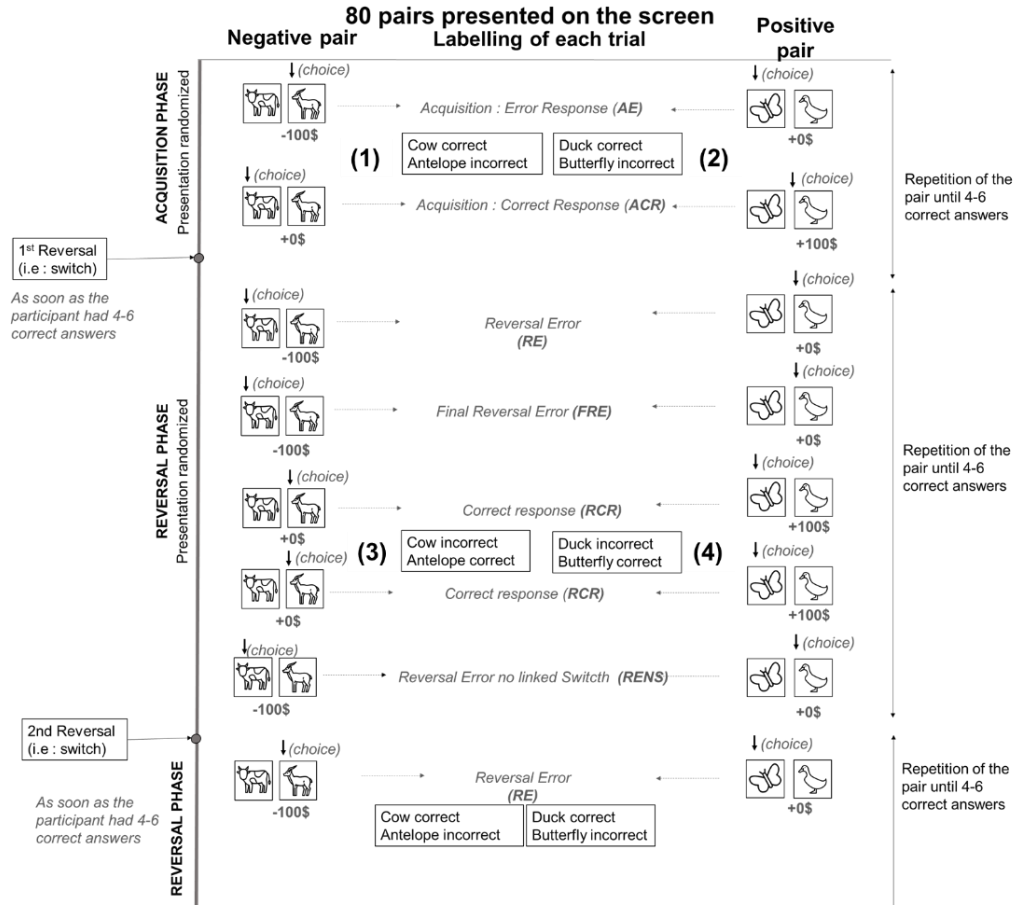 80 pairs presented on the screen
Negative pair
Labelling of each trial
Positive
pair
ACQUISITION PHASE
Presentation randomized
(choice)
-100$
Acquisition : Error Response (AE)
(choice)
+0$
(1)
Cow correct
Antelope incorrect
Duck correct
Butterfly incorrect
(2)
(choice)
+0$
Acquisition : Correct Response (ACR)
(choice)
+100$
Repetition of the
pair until 4-6
correct answers
1st Reversal
(i.e : switch)
As soon as the
participant had 4-6
correct answers
REVERSAL PHASE
Presentation randomized
(choice)
-100$
Reversal Error
(RE)
(choice)
+0$
(choice)
-100$
Final Reversal Error (FRE)
(choice)
+0$
(choice)
+0$
Correct response (RCR)
(choice)
+100$
(3)
Cow incorrect
Antelope correct
Duck incorrect
Butterfly correct
(4)
(choice)
+0$
Correct response (RCR)
(choice)
+100$
Repetition of the
pair until 4-6
correct answers
(choice)
-100$
Reversal Error no linked Switcth (RENS)
(choice)
+0$
2nd Reversal
(i.e : switch)
As soon as the
participant had 4-6
correct answers
REVERSAL PHASE
(choice)
-100$
Reversal Error
(RE)
(choice)
+0$
Cow correct
Antelope incorrect
Duck correct
Butterfly incorrect
Repetition of the
pair until 4-6
correct answers